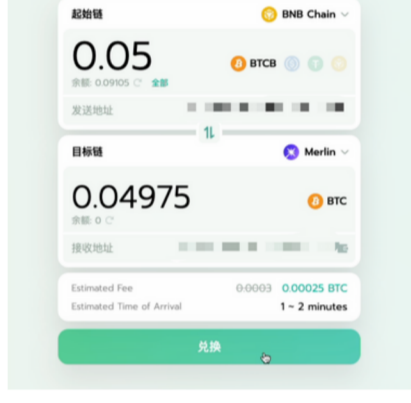 起始链 BNB Chain
0.05 BTCB
余额: 0.09105 全部
发送地址
目标链 Merlin
0.04975 BTC
余额: 0
接收地址
Estimated Fee 0.0003 0.00025 BTC
Estimated Time of Arrival 1 ~ 2 minutes
兑换